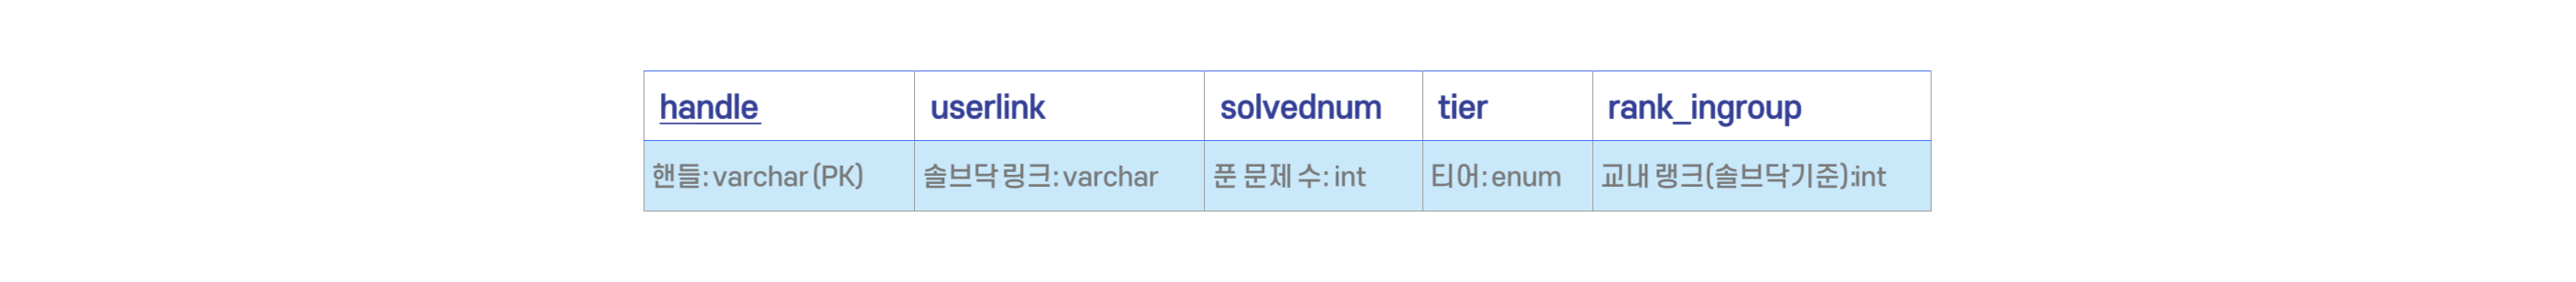 handle userlink solvednum tier rank_ingroup
핸들: varchar (PK) 솔브닥 링크: varchar 푼 문제 수: int 티어: enum 교내 랭크(솔브닥기준):int